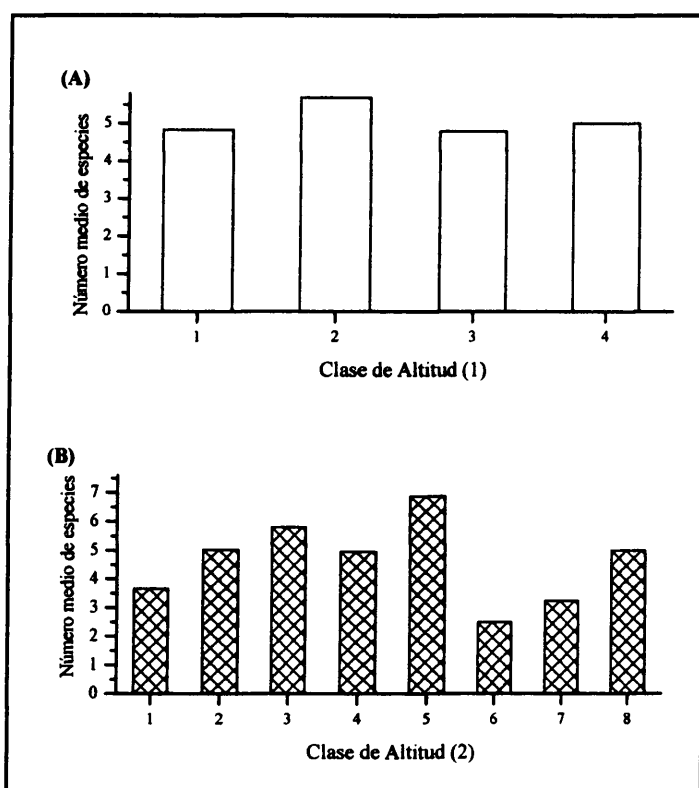 (A)
Número medio de especies
5
4
3
2
1
0
1 2 3 4
Clase de Altitud (1)
(B)
Número medio de especies
7
6
5
4
3
2
1
0
1 2 3 4 5 6 7 8
Clase de Altitud (2)